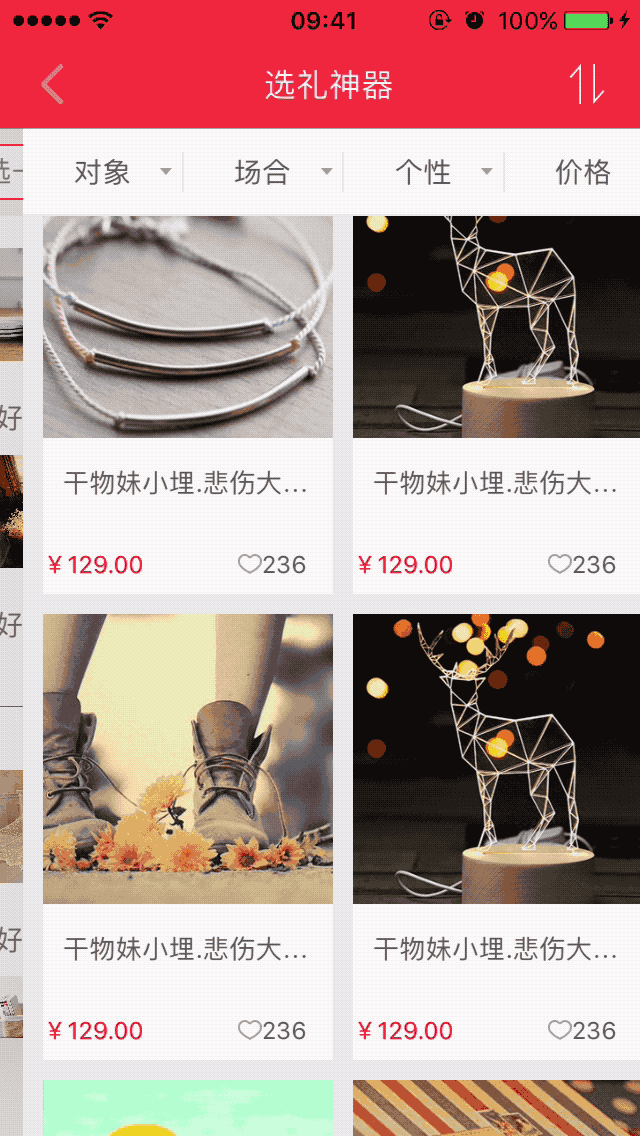 09:41
100%
选礼神器
选一
对象
场合
个性
价格
好
干物妹小埋.悲伤大...
干物妹小埋.悲伤大...
¥ 129.00
236
¥ 129.00
236
好
好
干物妹小埋.悲伤大...
干物妹小埋.悲伤大...
¥ 129.00
236
¥ 129.00
236